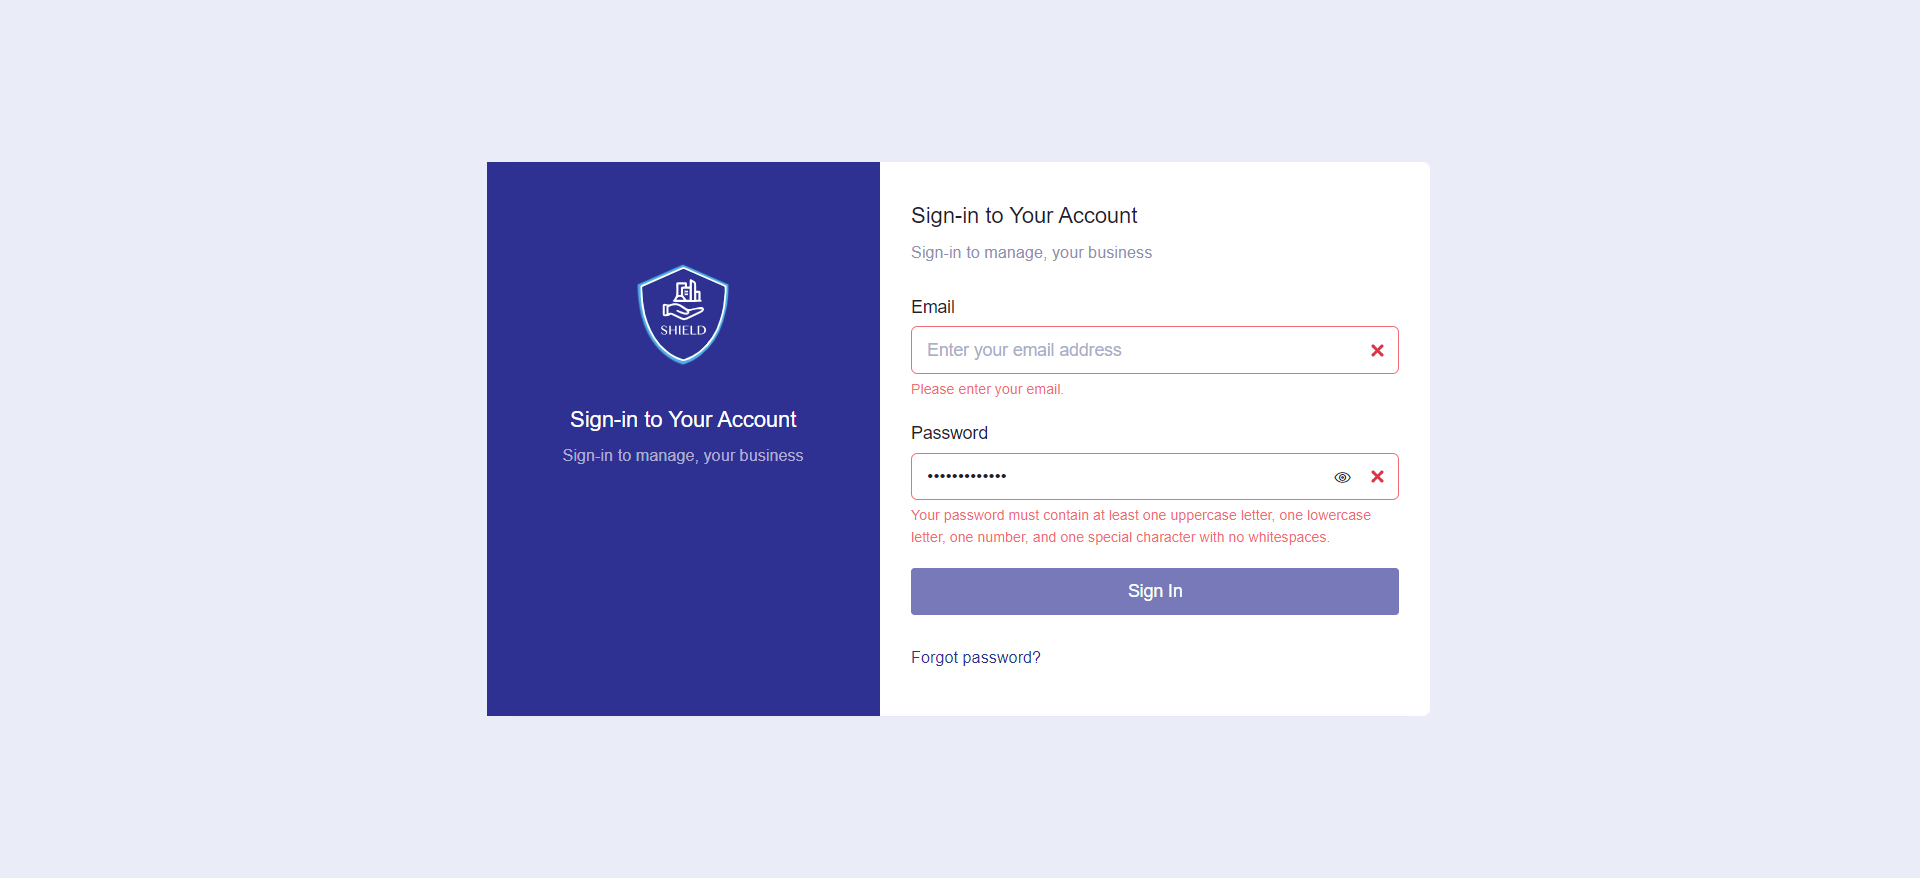 SHIELD
Sign-in to Your Account
Sign-in to manage, your business
Sign-in to Your Account
Sign-in to manage, your business
Email
Enter your email address
Please enter your email.
Password
•••••••••••••
Your password must contain at least one uppercase letter, one lowercase
letter, one number, and one special character with no whitespaces.
Sign In
Forgot password?